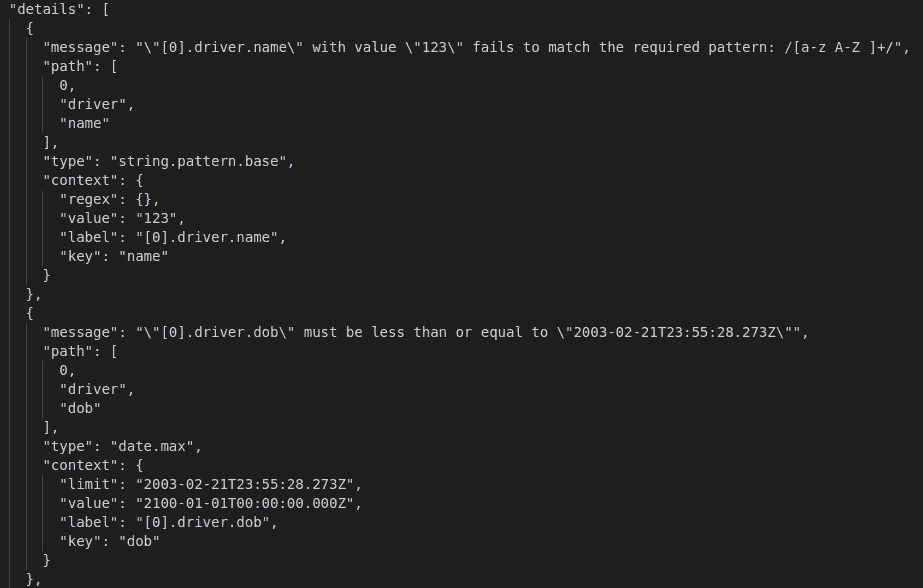 "details": [
{
"message": "\"[0].driver.name\" with value \"123\" fails to match the required pattern: /[a-z A-Z ]+/",
"path": [
0,
"driver",
"name"
],
"type": "string.pattern.base",
"context": {
"regex": {},
"value": "123",
"label": "[0].driver.name",
"key": "name"
}
},
{
"message": "\"[0].driver.dob\" must be less than or equal to \"2003-02-21T23:55:28.273Z\"",
"path": [
0,
"driver",
"dob"
],
"type": "date.max",
"context": {
"limit": "2003-02-21T23:55:28.273Z",
"value": "2100-01-01T00:00:00.000Z",
"label": "[0].driver.dob",
"key": "dob"
}
},